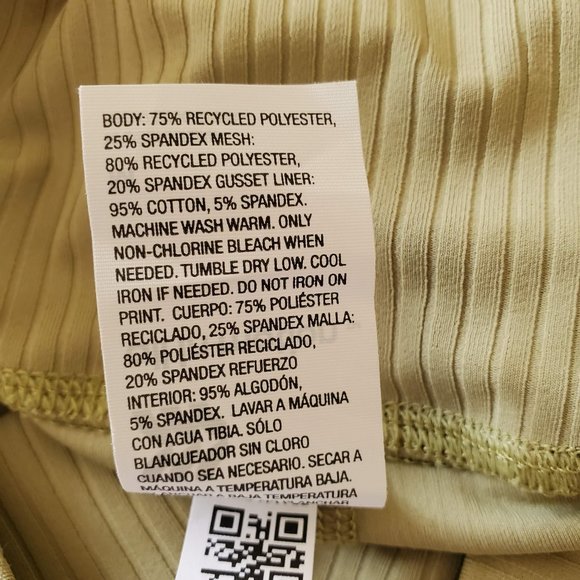 BODY: 75% RECYCLED POLYESTER,
25% SPANDEX MESH:
80% RECYCLED POLYESTER,
20% SPANDEX GUSSET LINER:
95% COTTON, 5% SPANDEX.
MACHINE WASH WARM. ONLY
NON-CHLORINE BLEACH WHEN
NEEDED. TUMBLE DRY LOW. COOL
IRON IF NEEDED. DO NOT IRON ON
PRINT. CUERPO: 75% POLIÉSTER
RECICLADO, 25% SPANDEX MALLA:
80% POLIÉSTER RECICLADO,
20% SPANDEX REFUERZO
INTERIOR: 95% ALGODÓN,
5% SPANDEX. LAVAR A MÁQUINA
CON AGUA TIBIA. SÓLO
BLANQUEADOR SIN CLORO
CUANDO SEA NECESARIO. SECAR A
MÁQUINA A TEMPERATURA BAJA.
A BAJA TEMPERATURA